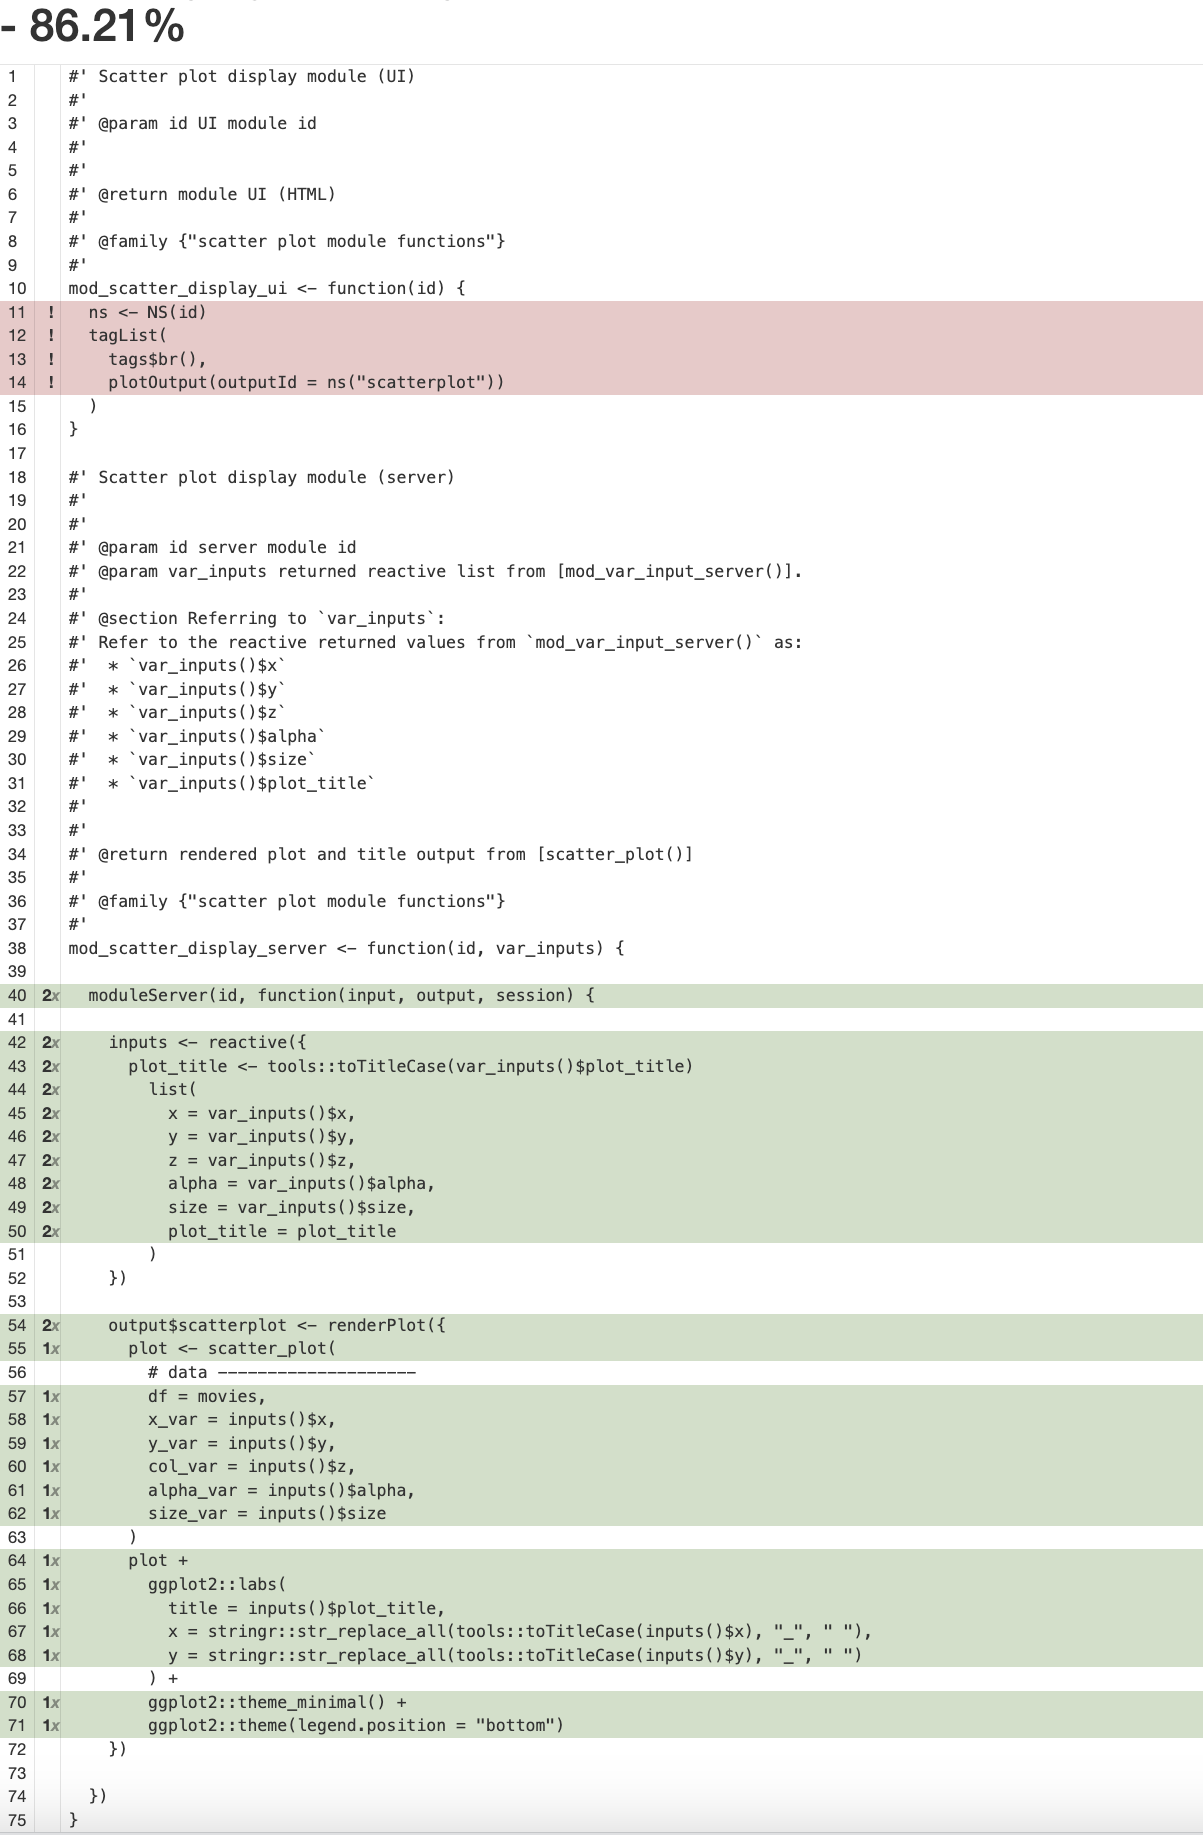 - 86.21%
1 #' Scatter plot display module (UI)
2 #'
3 #' @param id UI module id
4 #'
5 #'
6 #' @return module UI (HTML)
7 #'
8 #' @family {"scatter plot module functions"}
9 #'
10 mod_scatter_display_ui <- function(id) {
11 !   ns <- NS(id)
12 !   tagList(
13 !     tags$br(),
14 !     plotOutput(outputId = ns("scatterplot"))
15   )
16 }
17
18 #' Scatter plot display module (server)
19 #'
20 #'
21 #' @param id server module id
22 #' @param var_inputs returned reactive list from [mod_var_input_server()].
23 #'
24 #' @section Referring to `var_inputs`:
25 #' Refer to the reactive returned values from `mod_var_input_server()` as:
26 #'  * `var_inputs()$x`
27 #'  * `var_inputs()$y`
28 #'  * `var_inputs()$z`
29 #'  * `var_inputs()$alpha`
30 #'  * `var_inputs()$size`
31 #'  * `var_inputs()$plot_title`
32 #'
33 #'
34 #' @return rendered plot and title output from [scatter_plot()]
35 #'
36 #' @family {"scatter plot module functions"}
37 #'
38 mod_scatter_display_server <- function(id, var_inputs) {
39
40 2x   moduleServer(id, function(input, output, session) {
41
42 2x     inputs <- reactive({
43 2x       plot_title <- tools::toTitleCase(var_inputs()$plot_title)
44 2x         list(
45 2x           x = var_inputs()$x,
46 2x           y = var_inputs()$y,
47 2x           z = var_inputs()$z,
48 2x           alpha = var_inputs()$alpha,
49 2x           size = var_inputs()$size,
50 2x           plot_title = plot_title
51         )
52     })
53
54 2x     output$scatterplot <- renderPlot({
55 1x       plot <- scatter_plot(
56         # data --------------------
57 1x         df = movies,
58 1x         x_var = inputs()$x,
59 1x         y_var = inputs()$y,
60 1x         col_var = inputs()$z,
61 1x         alpha_var = inputs()$alpha,
62 1x         size_var = inputs()$size
63       )
64 1x       plot +
65 1x         ggplot2::labs(
66 1x           title = inputs()$plot_title,
67 1x           x = stringr::str_replace_all(tools::toTitleCase(inputs()$x), "_", " "),
68 1x           y = stringr::str_replace_all(tools::toTitleCase(inputs()$y), "_", " ")
69         ) +
70 1x         ggplot2::theme_minimal() +
71 1x         ggplot2::theme(legend.position = "bottom")
72     })
73
74   })
75 }